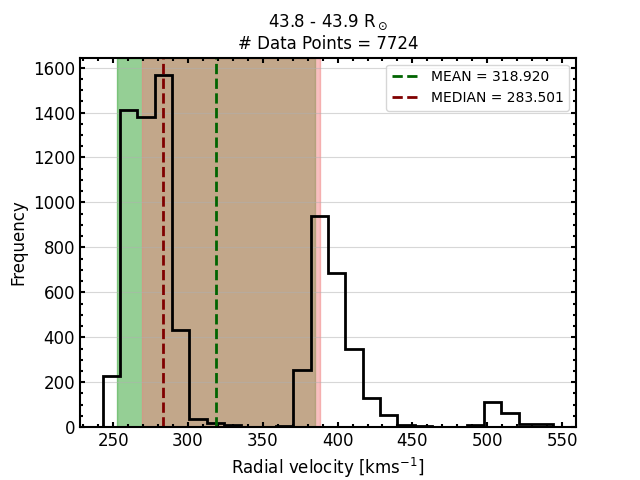 43.8 - 43.9 R⊙
# Data Points = 7724
MEAN = 318.920
MEDIAN = 283.501
Frequency
1600
1400
1200
1000
800
600
400
200
0
250 300 350 400 450 500 550
Radial velocity [kms⁻¹]